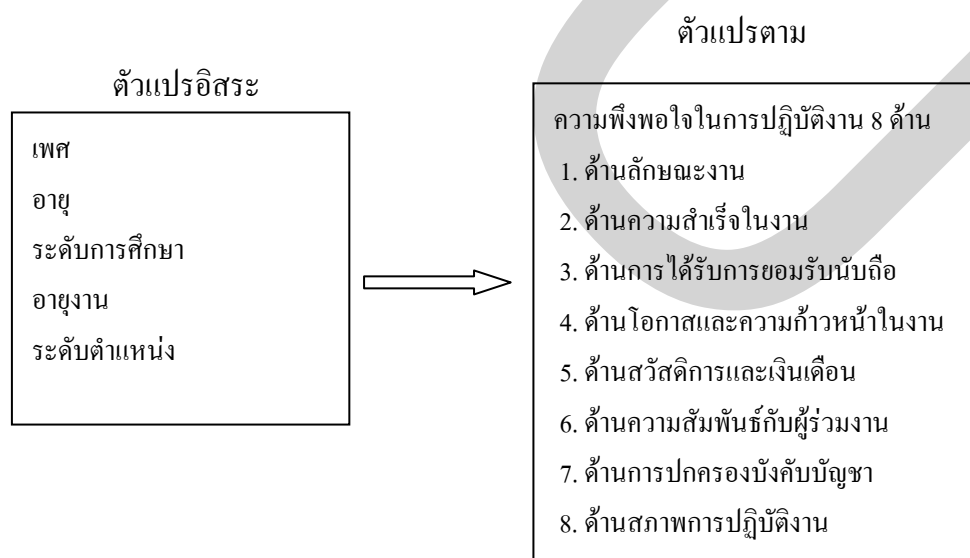 ตัวแปรอิสระ
เพศ
อายุ
ระดับการศึกษา
อายุงาน
ระดับตำแหน่ง
ตัวแปรตาม
ความพึงพอใจในการปฏิบัติงาน 8 ด้าน
1. ด้านลักษณะงาน
2. ด้านความสำเร็จในงาน
3. ด้านการได้รับการยอมรับนับถือ
4. ด้านโอกาสและความก้าวหน้าในงาน
5. ด้านสวัสดิการและเงินเดือน
6. ด้านความสัมพันธ์กับผู้ร่วมงาน
7. ด้านการปกครองบังคับบัญชา
8. ด้านสภาพการปฏิบัติงาน